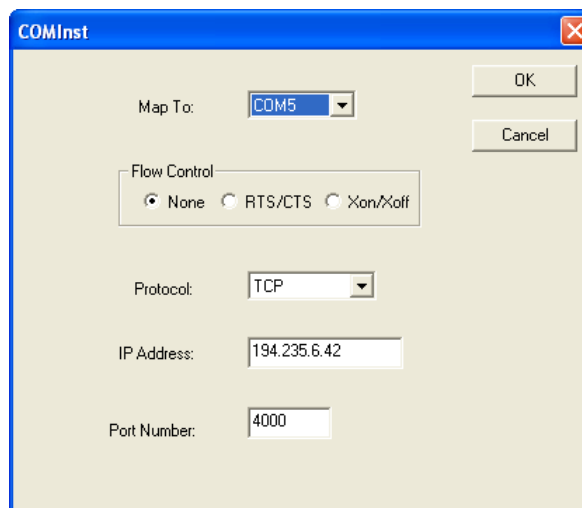 COMInst
OK
Map To: COM5
Cancel
Flow Control
None RTS/CTS Xon/Xoff
Protocol: TCP
IP Address: 194.235.6.42
Port Number: 4000